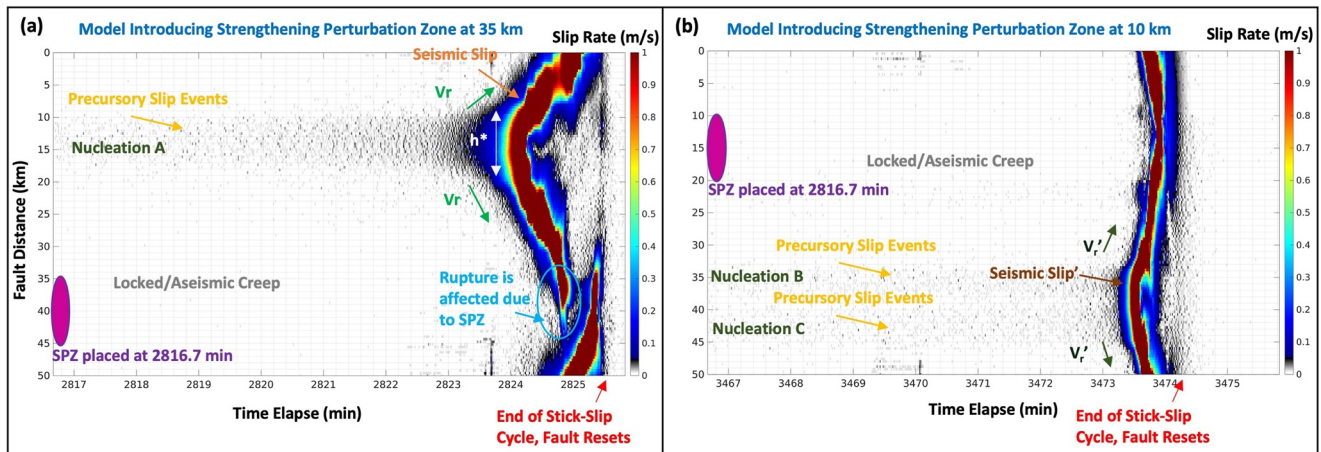 (a)
Model Introducing Strengthening Perturbation Zone at 35 km
Slip Rate (m/s)
Seismic Slip
Vr
Precursory Slip Events
Nucleation A
h*
Vr
Locked/Aseismic Creep
Rupture is
affected due
to SPZ
SPZ placed at 2816.7 min
Fault Distance (km)
0
5
10
15
20
25
30
35
40
45
50
2817 2818 2819 2820 2821 2822 2823 2824 2825
Time Elapse (min)
End of Stick-Slip
Cycle, Fault Resets
1
0.9
0.8
0.7
0.6
0.5
0.4
0.3
0.2
0.1
0
(b)
Model Introducing Strengthening Perturbation Zone at 10 km
Slip Rate (m/s)
Locked/Aseismic Creep
SPZ placed at 2816.7 min
Vr'
Precursory Slip Events
Nucleation B
Seismic Slip'
Precursory Slip Events
Nucleation C
Vr'
0
5
10
15
20
25
30
35
40
45
50
3467 3468 3469 3470 3471 3472 3473 3474 3475
Time Elapse (min)
End of Stick-Slip
Cycle, Fault Resets
1
0.9
0.8
0.7
0.6
0.5
0.4
0.3
0.2
0.1
0